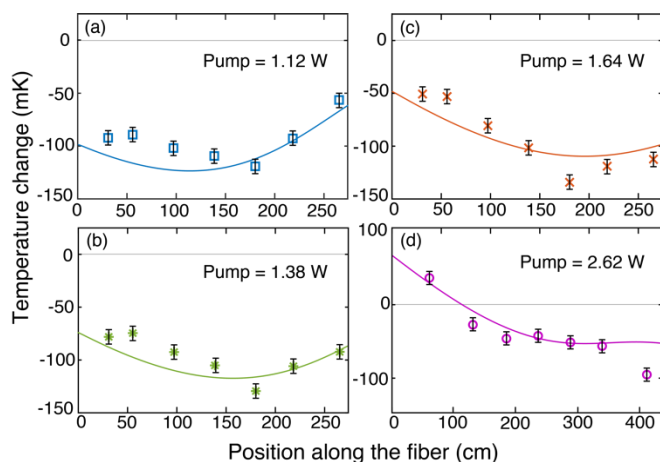 Temperature change (mK)
(a)
Pump = 1.12 W
0
-50
-100
-150
0 50 100 150 200 250
(c)
Pump = 1.64 W
0
-50
-100
-150
0 50 100 150 200 250
(b)
Pump = 1.38 W
0
-50
-100
-150
0 50 100 150 200 250
(d)
Pump = 2.62 W
100
0
-100
0 100 200 300 400
Position along the fiber (cm)